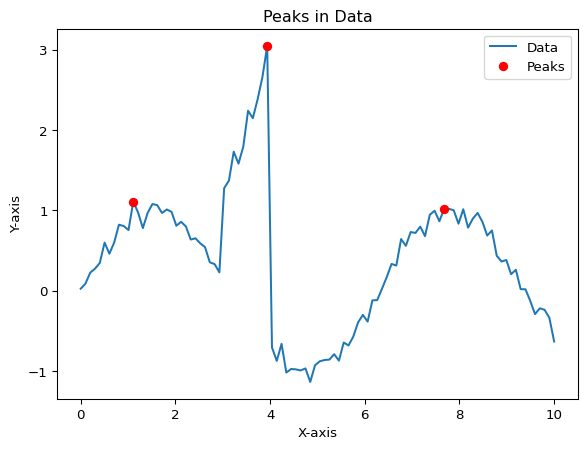 Peaks in Data
Data
Peaks
3
2
1
0
−1
Y-axis
0 2 4 6 8 10
X-axis